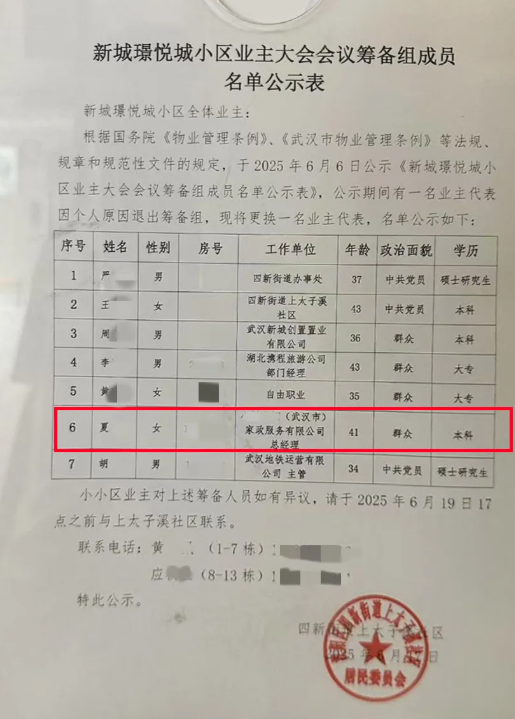 新城璟悦城小区业主大会会议筹备组成员
名单公示表
新城璟悦城小区全体业主：
根据国务院《物业管理条例》、《武汉市物业管理条例》等法规、
规章和规范性文件的规定，于2025年6月6日公示《新城璟悦城小
区业主大会会议筹备组成员名单公示表》，公示期间有一名业主代表
因个人原因退出筹备组，现将更换一名业主代表，名单公示如下：
序号 姓名 性别 房号 工作单位 年龄 政治面貌 学历
1 严 男 四新街道办事处 37 中共党员 硕士研究生
2 王 女 四新街道上太子溪社区 43 中共党员 本科
3 周 男 武汉新城创置置业有限公司 36 群众 本科
4 李 男 湖北携程旅游公司部门经理 43 群众 大专
5 黄 女 自由职业 35 群众 大专
6 夏 女 （武汉市）家政服务有限公司总经理 41 群众 本科
7 胡 男 武汉地铁运营有限公司 主管 34 中共党员 硕士研究生
小小区业主对上述筹备人员如有异议，请于2025年6月19日17
点之前与上太子溪社区联系。
联系电话：黄 （1-7栋）
应 （8-13栋）
特此公示。
四新街道上太子溪社区
2025年6月 日
居民委员会